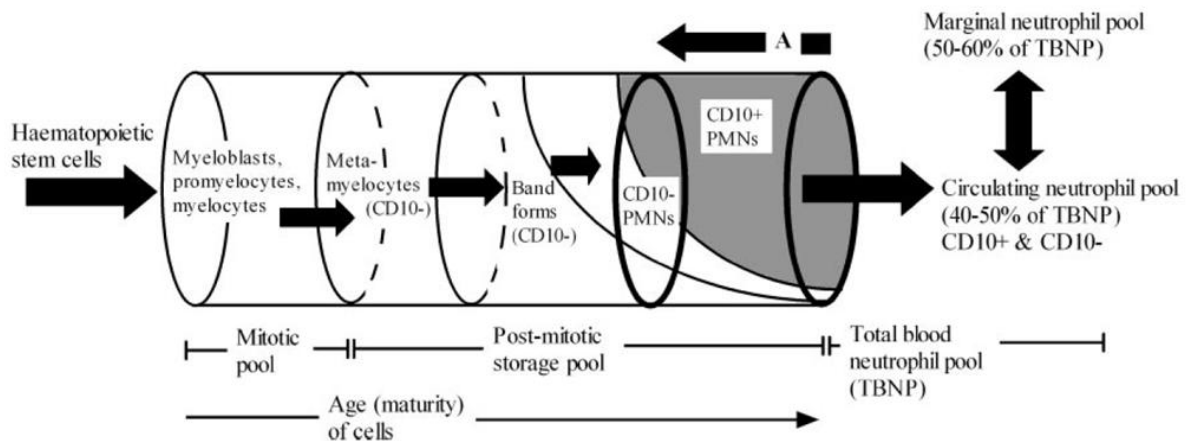 A
Marginal neutrophil pool
(50-60% of TBNP)
Haematopoietic
stem cells
Myeloblasts,
promyelocytes,
myelocytes
Meta-
myelocytes
(CD10-)
Band
forms
(CD10-)
CD10-
PMNs
CD10+
PMNs
Circulating neutrophil pool
(40-50% of TBNP)
CD10+ & CD10-
Mitotic
pool
Post-mitotic
storage pool
Total blood
neutrophil pool
(TBNP)
Age (maturity)
of cells